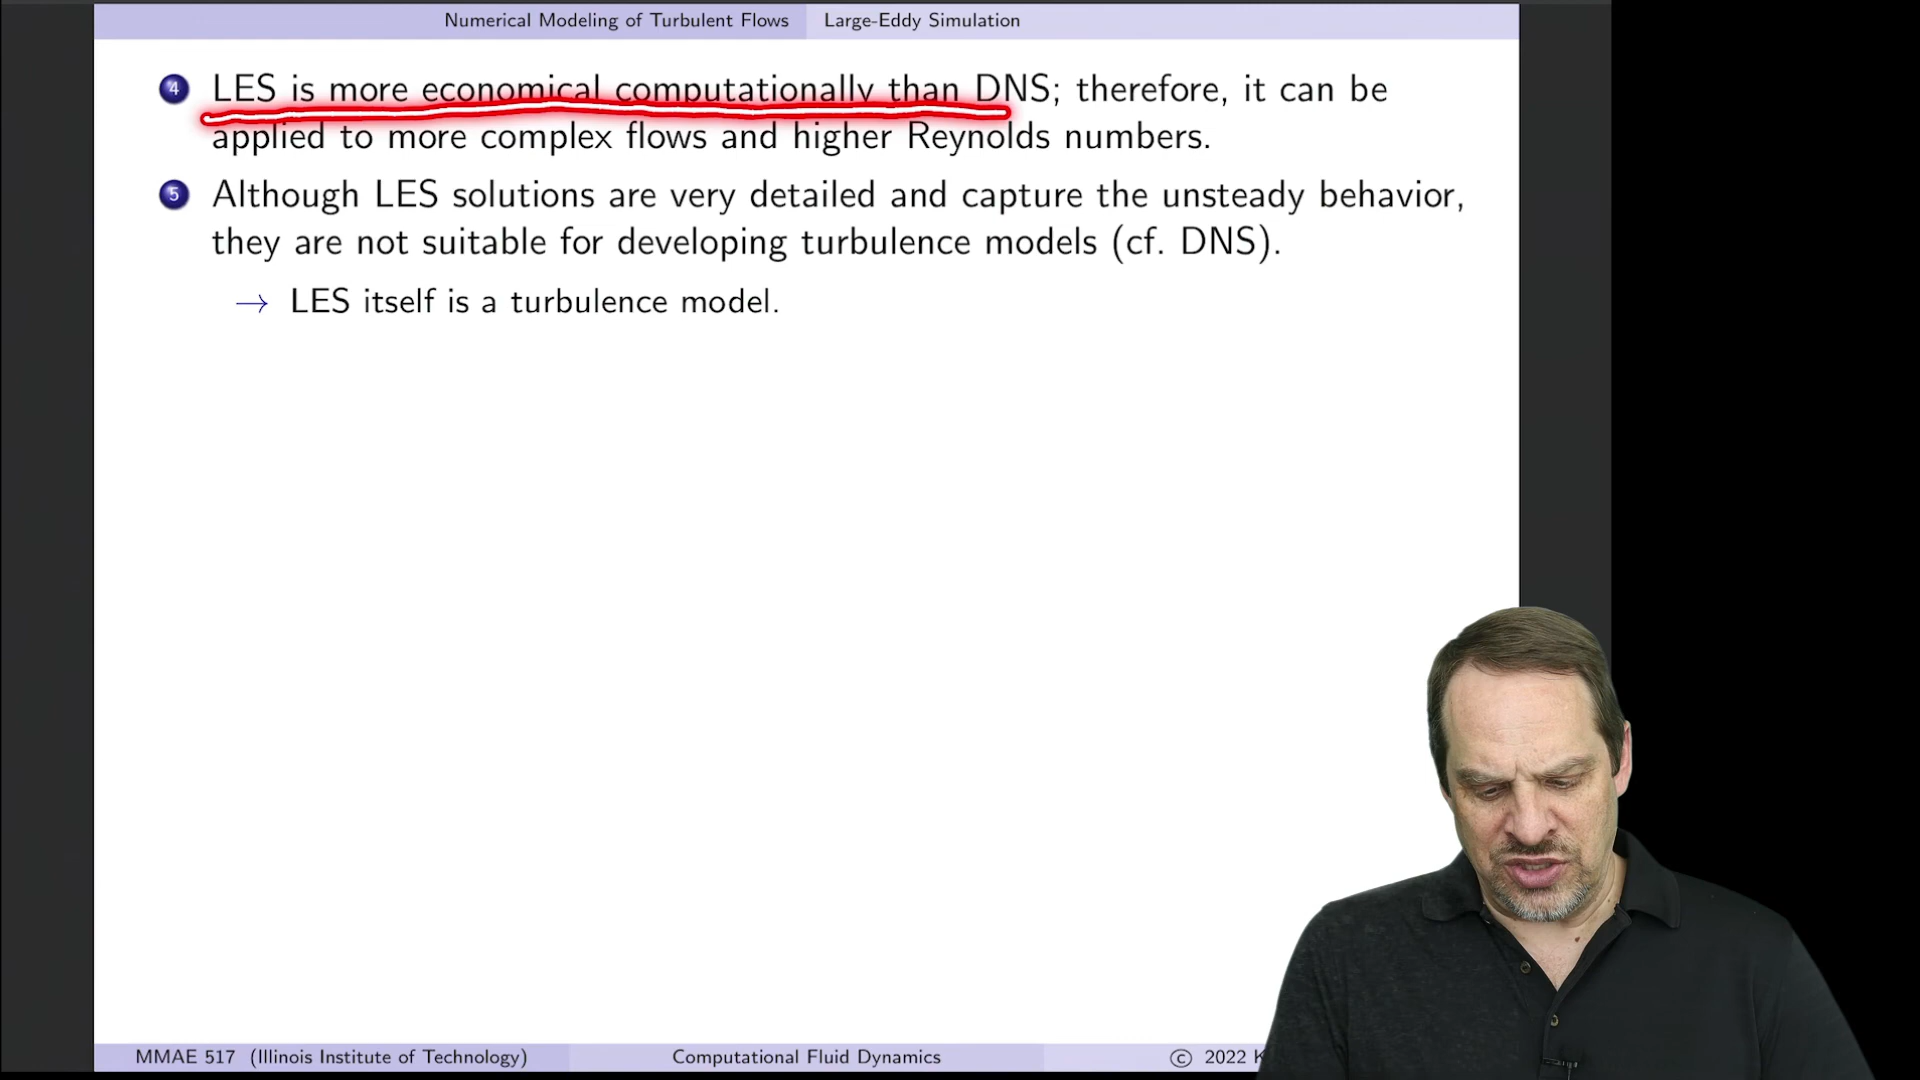 Numerical Modeling of Turbulent Flows Large-Eddy Simulation
4 LES is more economical computationally than DNS; therefore, it can be
applied to more complex flows and higher Reynolds numbers.
5 Although LES solutions are very detailed and capture the unsteady behavior,
they are not suitable for developing turbulence models (cf. DNS).
→ LES itself is a turbulence model.
MMAE 517 (Illinois Institute of Technology) Computational Fluid Dynamics © 2022